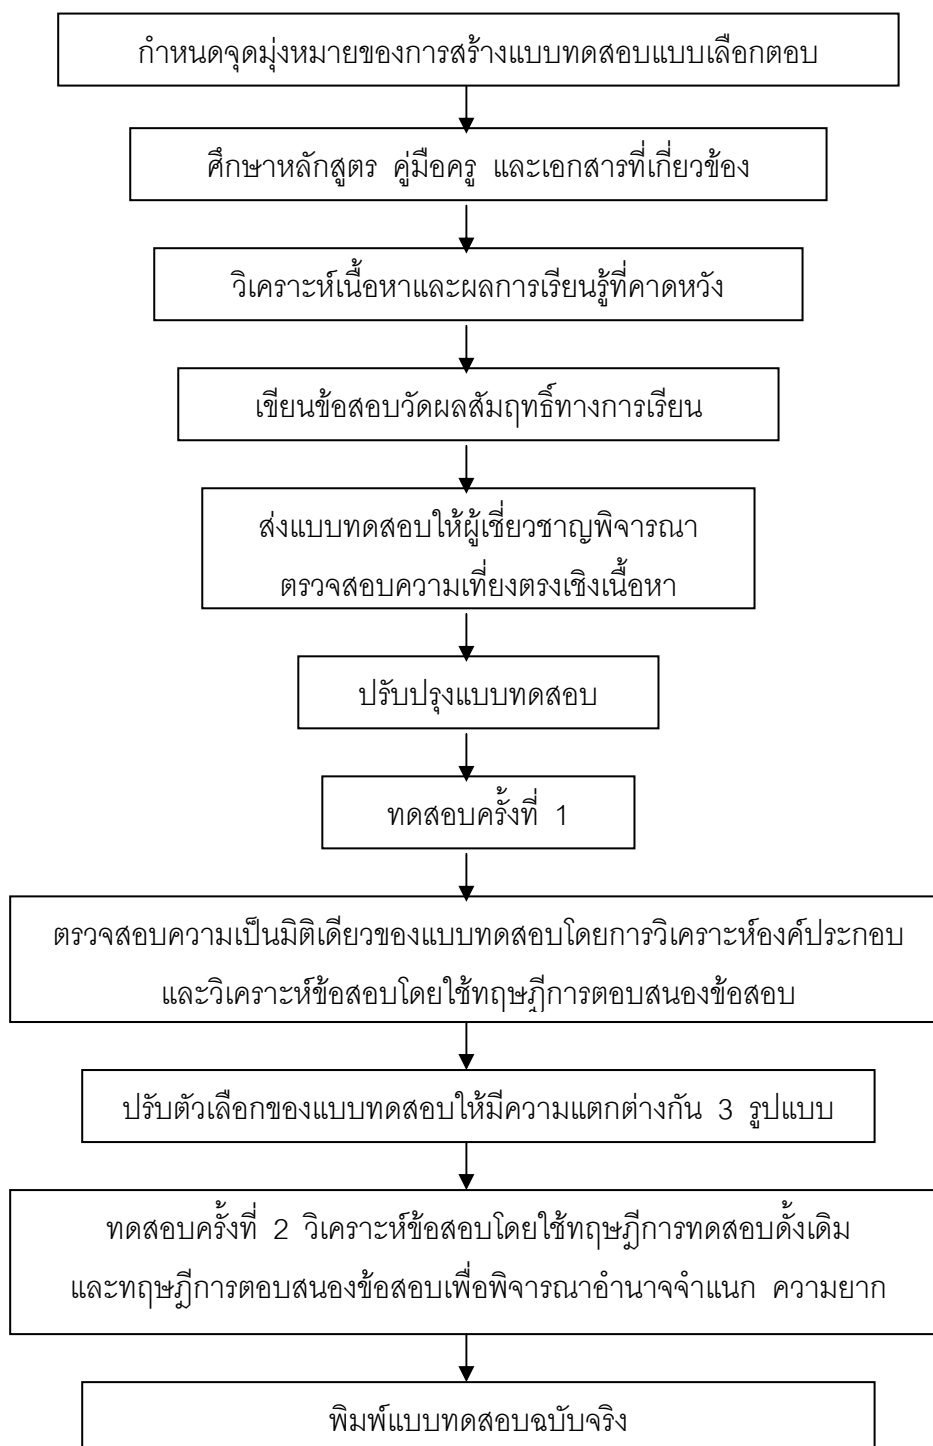 กำหนดจุดมุ่งหมายของการสร้างแบบทดสอบแบบเลือกตอบ
ศึกษาหลักสูตร คู่มือครู และเอกสารที่เกี่ยวข้อง
วิเคราะห์เนื้อหาและผลการเรียนรู้ที่คาดหวัง
เขียนข้อสอบวัดผลสัมฤทธิ์ทางการเรียน
ส่งแบบทดสอบให้ผู้เชี่ยวชาญพิจารณา
ตรวจสอบความเที่ยงตรงเชิงเนื้อหา
ปรับปรุงแบบทดสอบ
ทดสอบครั้งที่ 1
ตรวจสอบความเป็นมิติเดียวของแบบทดสอบโดยการวิเคราะห์องค์ประกอบ
และวิเคราะห์ข้อสอบโดยใช้ทฤษฎีการตอบสนองข้อสอบ
ปรับตัวเลือกของแบบทดสอบให้มีความแตกต่างกัน 3 รูปแบบ
ทดสอบครั้งที่ 2 วิเคราะห์ข้อสอบโดยใช้ทฤษฎีการทดสอบดั้งเดิม
และทฤษฎีการตอบสนองข้อสอบเพื่อพิจารณาอำนาจจำแนก ความยาก
พิมพ์แบบทดสอบฉบับจริง